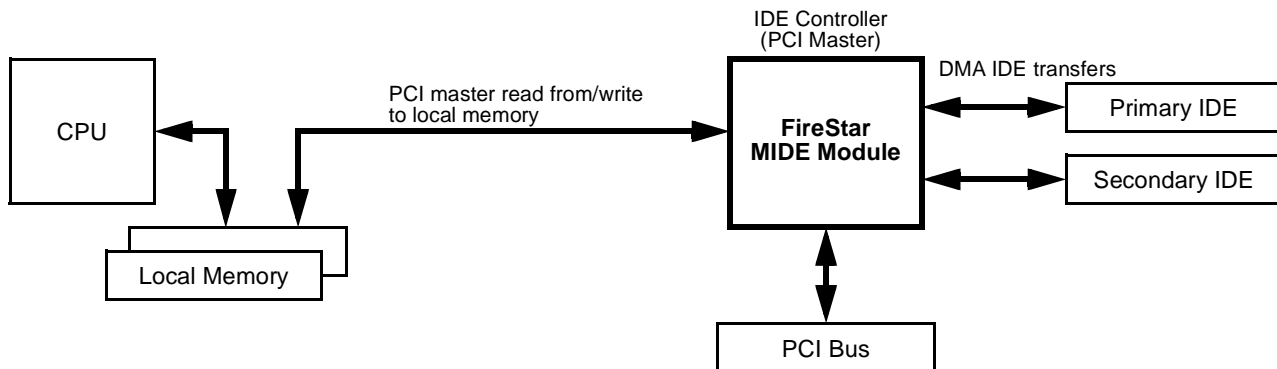 IDE Controller
(PCI Master)
DMA IDE transfers
PCI master read from/write
to local memory
CPU
FireStar
MIDE Module
Primary IDE
Secondary IDE
Local Memory
PCI Bus